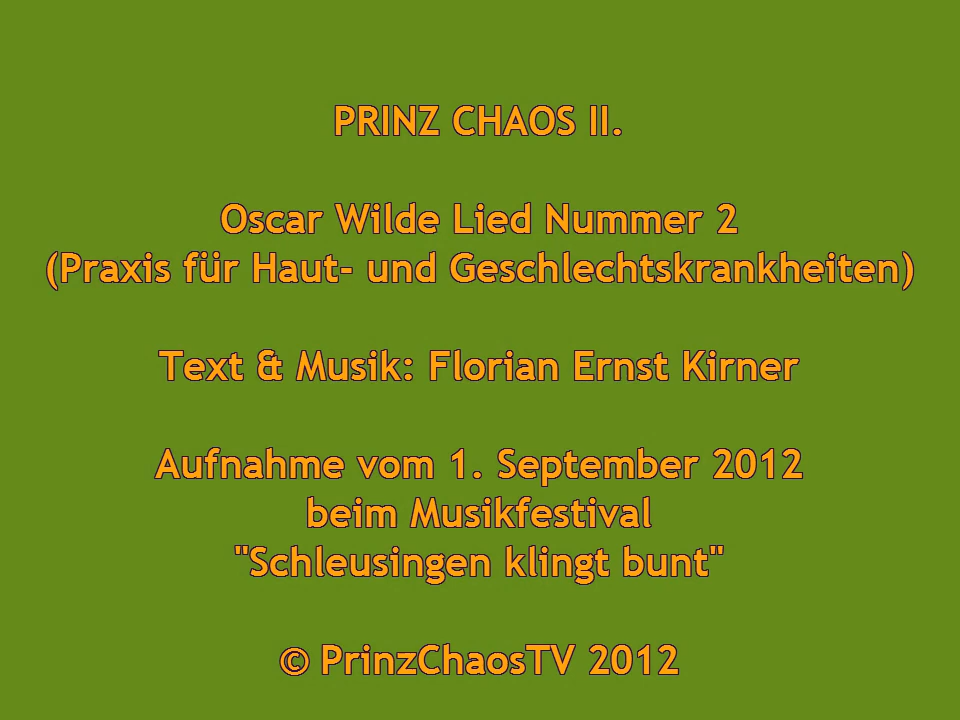 PRINZ CHAOS II.
Oscar Wilde Lied Nummer 2
(Praxis für Haut- und Geschlechtskrankheiten)
Text & Musik: Florian Ernst Kirner
Aufnahme vom 1. September 2012
beim Musikfestival
"Schleusingen klingt bunt"
© PrinzChaosTV 2012